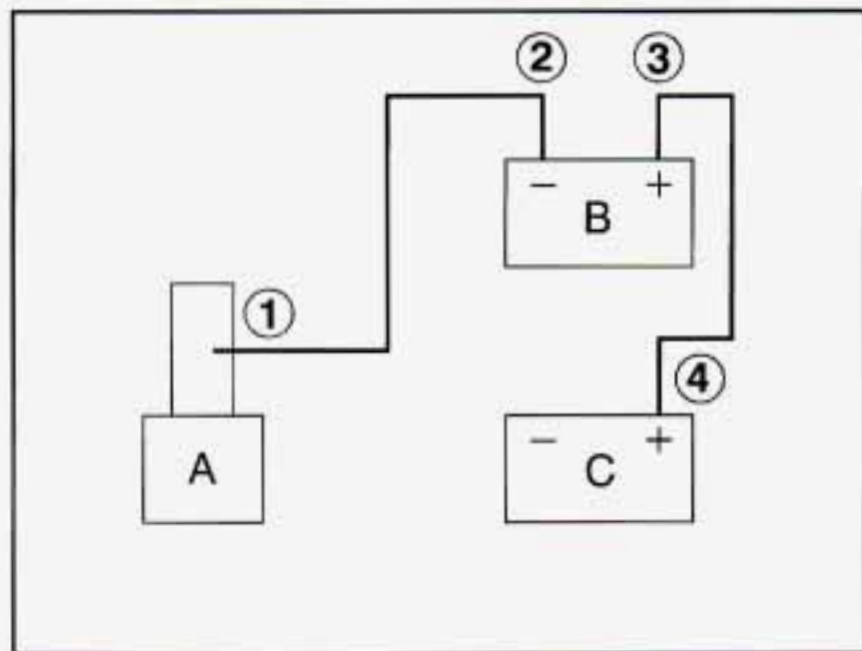 ② ③
− +
B
①
④
− +
A C